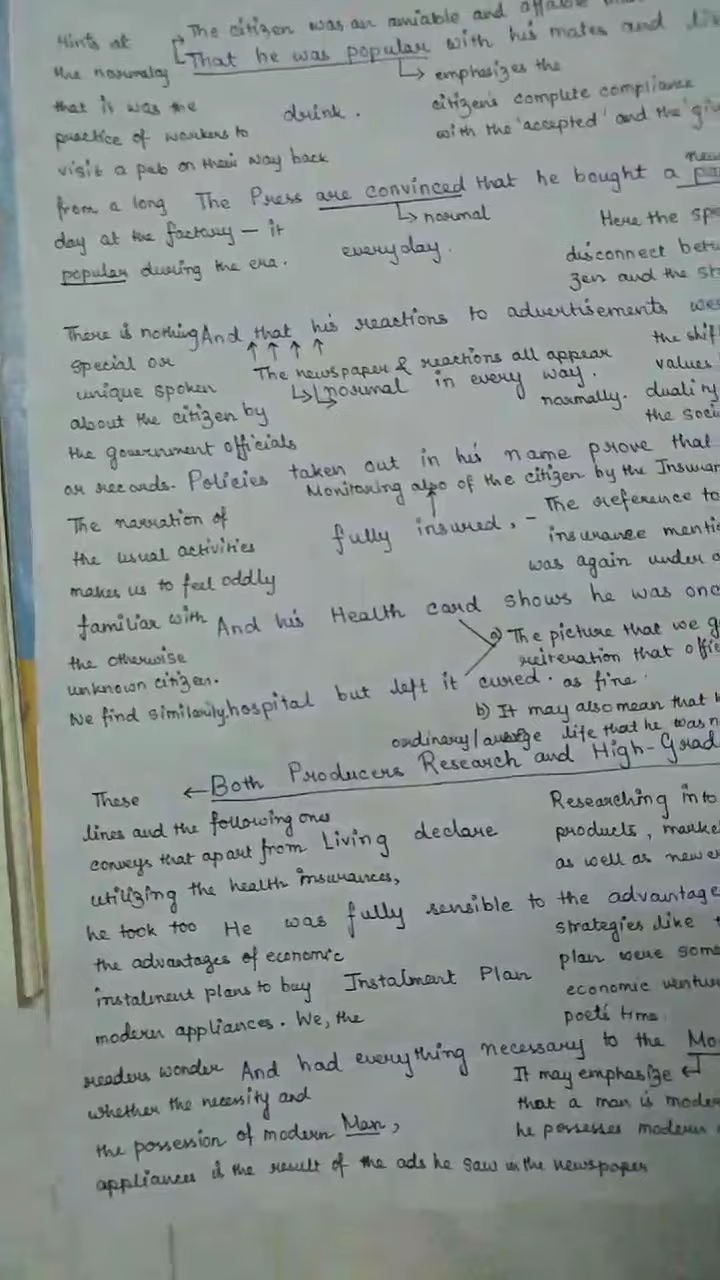 Hints at The citizen was an amiable and affable
the normalcy That he was popular with his mates and
emphasizes the
that it was the drink. citizen's complete compliance
practice of workers to with the 'accepted' and the
visit a pub on their way back
from a long The Press are convinced that he bought a
day at the factory – it normal Here the
popular during the era. everyday. disconnect
zen and the
There is nothing And that his reactions to advertisements
special or The newspaper & reactions all appear the
unique spoken normal in every way. values
about the citizen by normally. duality
the government officials the
or records. Policies taken out in his name prove that
Monitoring also of the citizen by the
The narration of The reference to
the usual activities fully insured, – insurance
makes us to feel oddly was again under
familiar with And his Health card shows he was once
the otherwise a) The picture that we
unknown citizen. reiteration that
We find similarily, hospital but left it cured. as fine.
b) It may also mean that
ordinary/average life that he was
These Both Producers Research and High-Grade
lines and the following ones Researching into
conveys that apart from Living declare products,
utilizing the health insurances, as well as
he took too He was fully sensible to the advantage
the advantages of economic strategies like
instalment plans to buy Instalment Plan plan were
modern appliances. We, the economic
poet's time.
readers wonder And had everything necessary to the
whether the necessity and It may emphasize
the possession of modern Man, that a man is
he possesses modern
appliances is the result of the ads he saw in the newspaper